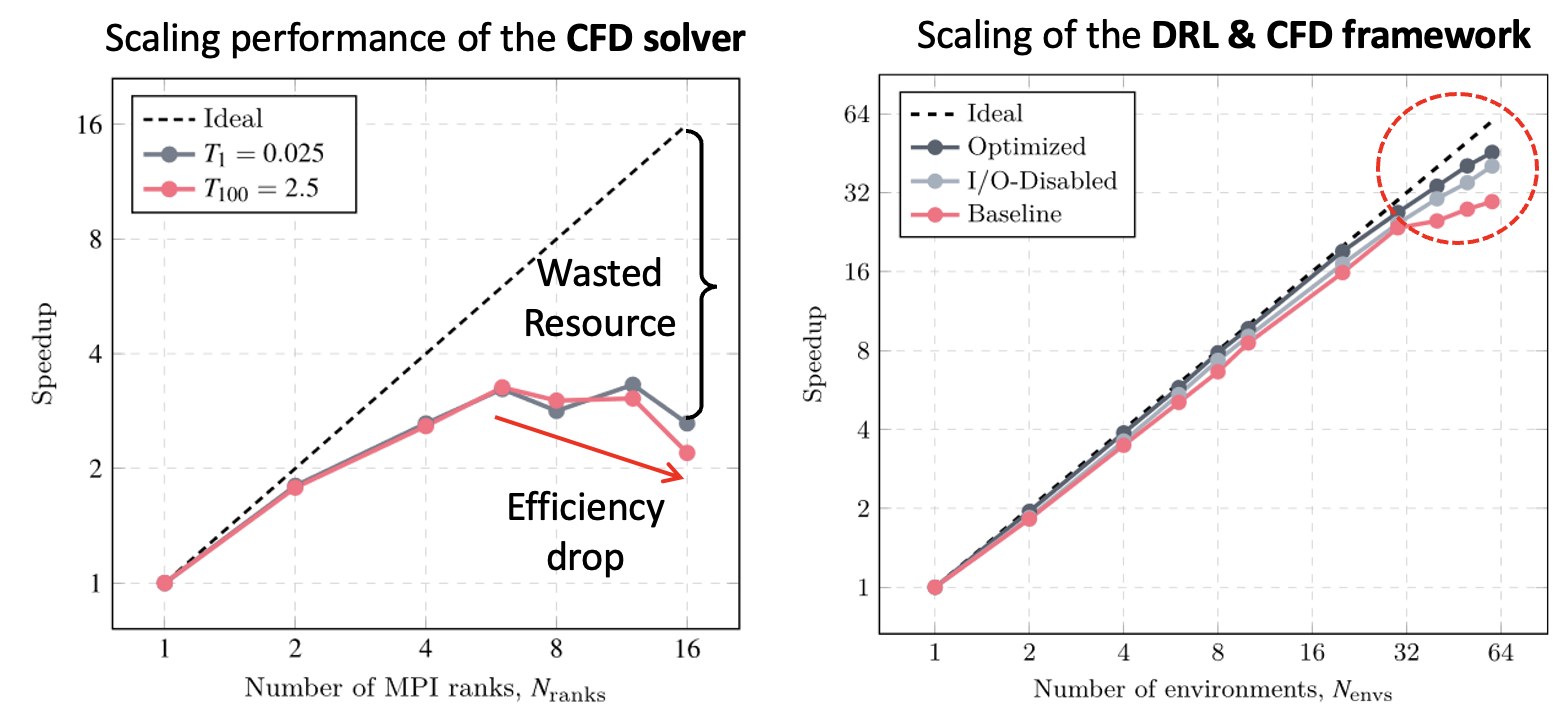 Scaling performance of the CFD solver
Ideal
T₁ = 0.025
T₁₀₀ = 2.5
16
8
4
2
1
Speedup
Wasted
Resource
Efficiency
drop
1 2 4 8 16
Number of MPI ranks, Nranks
Scaling of the DRL & CFD framework
Ideal
Optimized
I/O-Disabled
Baseline
64
32
16
8
4
2
1
Speedup
1 2 4 8 16 32 64
Number of environments, Nenvs